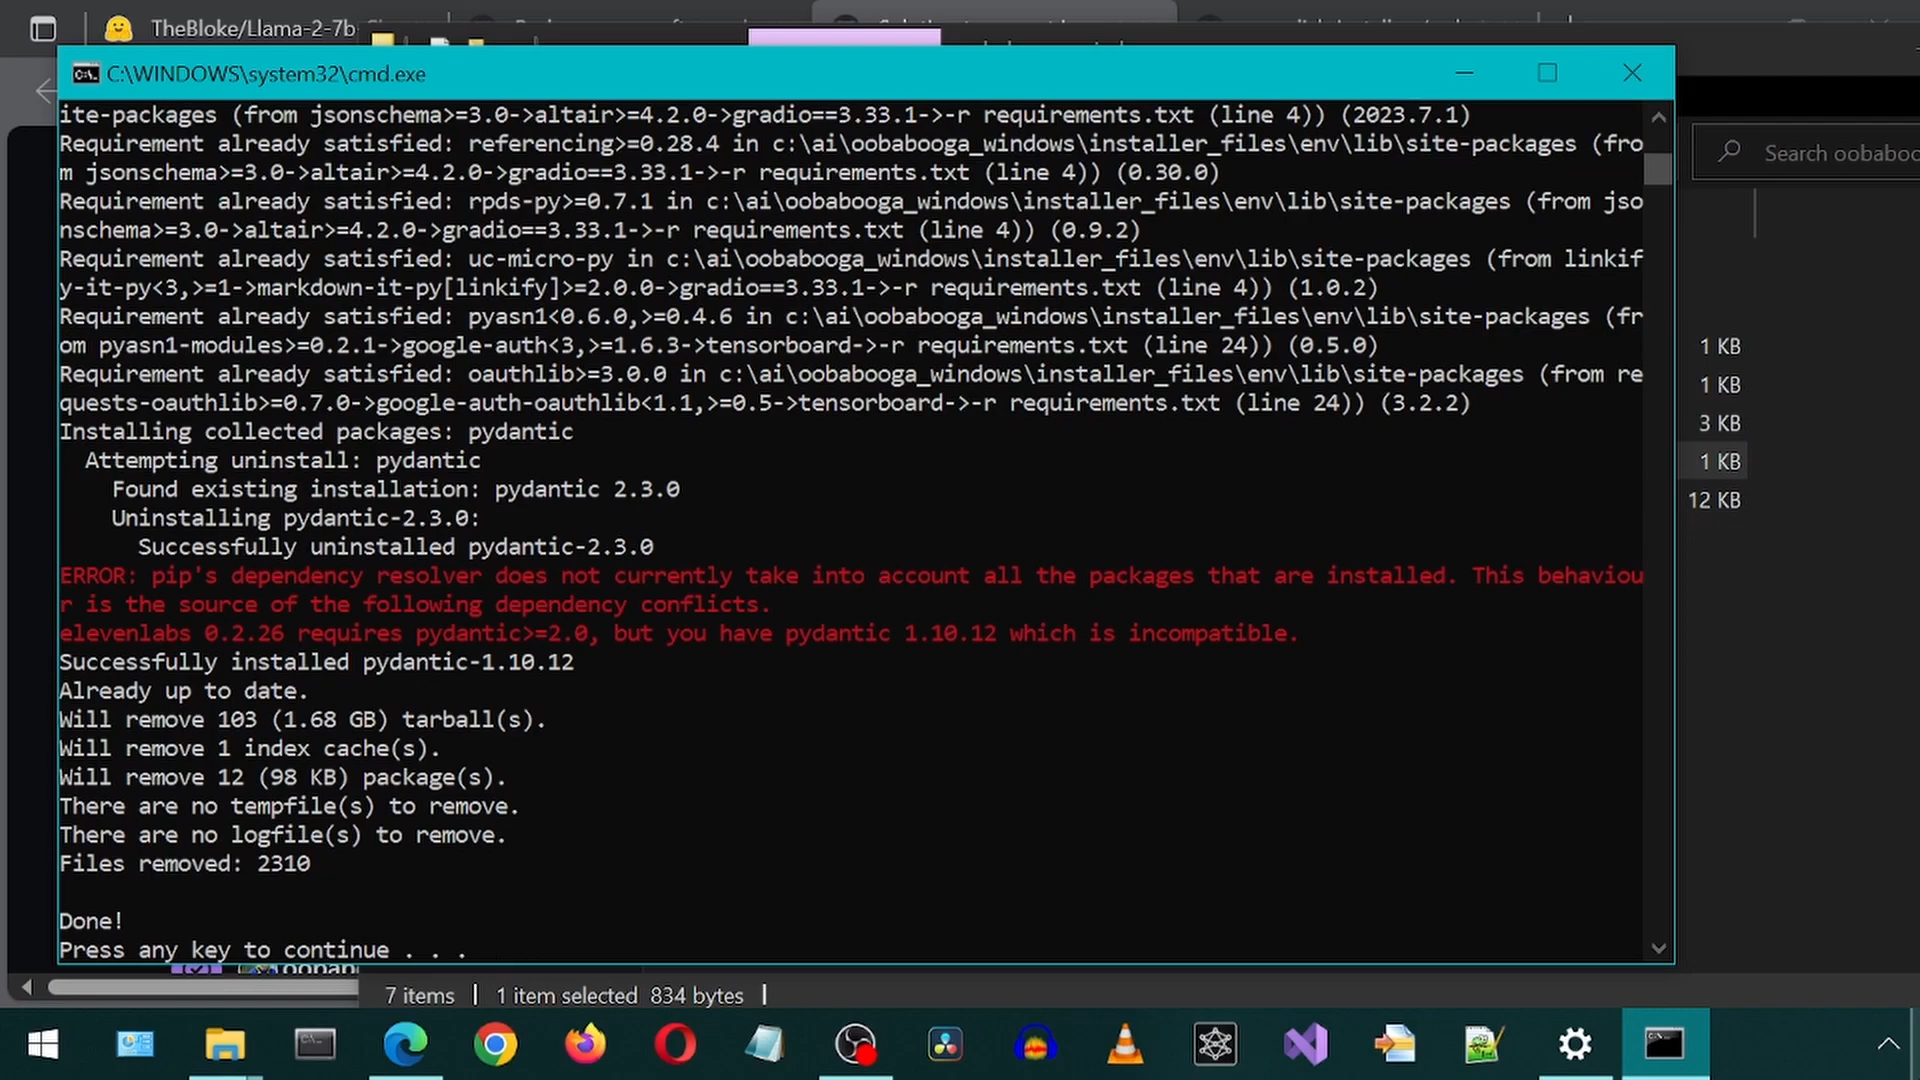 TheBloke/Llama-2-7b
C:\WINDOWS\system32\cmd.exe
ite-packages (from jsonschema>=3.0->altair>=4.2.0->gradio==3.33.1->-r requirements.txt (line 4)) (2023.7.1)
Requirement already satisfied: referencing>=0.28.4 in c:\ai\oobabooga_windows\installer_files\env\lib\site-packages (fro
m jsonschema>=3.0->altair>=4.2.0->gradio==3.33.1->-r requirements.txt (line 4)) (0.30.0)
Requirement already satisfied: rpds-py>=0.7.1 in c:\ai\oobabooga_windows\installer_files\env\lib\site-packages (from jso
nschema>=3.0->altair>=4.2.0->gradio==3.33.1->-r requirements.txt (line 4)) (0.9.2)
Requirement already satisfied: uc-micro-py in c:\ai\oobabooga_windows\installer_files\env\lib\site-packages (from linkif
y-it-py<3,>=1->markdown-it-py[linkify]>=2.0.0->gradio==3.33.1->-r requirements.txt (line 4)) (1.0.2)
Requirement already satisfied: pyasn1<0.6.0,>=0.4.6 in c:\ai\oobabooga_windows\installer_files\env\lib\site-packages (fr
om pyasn1-modules>=0.2.1->google-auth<3,>=1.6.3->tensorboard->-r requirements.txt (line 24)) (0.5.0)
Requirement already satisfied: oauthlib>=3.0.0 in c:\ai\oobabooga_windows\installer_files\env\lib\site-packages (from re
quests-oauthlib>=0.7.0->google-auth-oauthlib<1.1,>=0.5->tensorboard->-r requirements.txt (line 24)) (3.2.2)
Installing collected packages: pydantic
Attempting uninstall: pydantic
Found existing installation: pydantic 2.3.0
Uninstalling pydantic-2.3.0:
Successfully uninstalled pydantic-2.3.0
ERROR: pip's dependency resolver does not currently take into account all the packages that are installed. This behaviou
r is the source of the following dependency conflicts.
elevenlabs 0.2.26 requires pydantic>=2.0, but you have pydantic 1.10.12 which is incompatible.
Successfully installed pydantic-1.10.12
Already up to date.
Will remove 103 (1.68 GB) tarball(s).
Will remove 1 index cache(s).
Will remove 12 (98 KB) package(s).
There are no tempfile(s) to remove.
There are no logfile(s) to remove.
Files removed: 2310
Done!
Press any key to continue . . .
Search oobaboo
1 KB
1 KB
3 KB
1 KB
12 KB
7 items
1 item selected 834 bytes